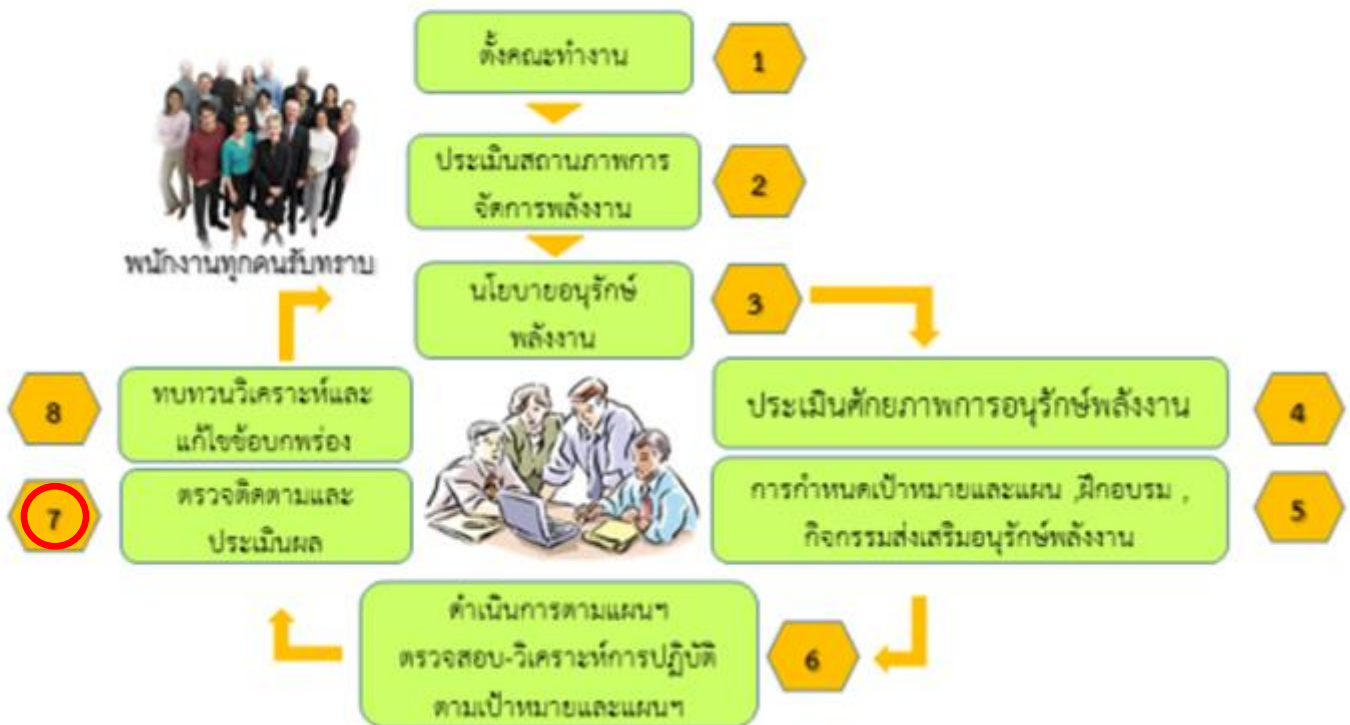 ตั้งคณะทำงาน
1
ประเมินสถานภาพการ
จัดการพลังงาน
2
พนักงานทุกคนรับทราบ
นโยบายอนุรักษ์
พลังงาน
3
8
ทบทวนวิเคราะห์และ
แก้ไขข้อบกพร่อง
ประเมินศักยภาพการอนุรักษ์พลังงาน
4
7
ตรวจติดตามและ
ประเมินผล
การกำหนดเป้าหมายและแผน ,ฝึกอบรม ,
กิจกรรมส่งเสริมอนุรักษ์พลังงาน
5
ดำเนินการตามแผนฯ
ตรวจสอบ-วิเคราะห์การปฏิบัติ
ตามเป้าหมายและแผนฯ
6